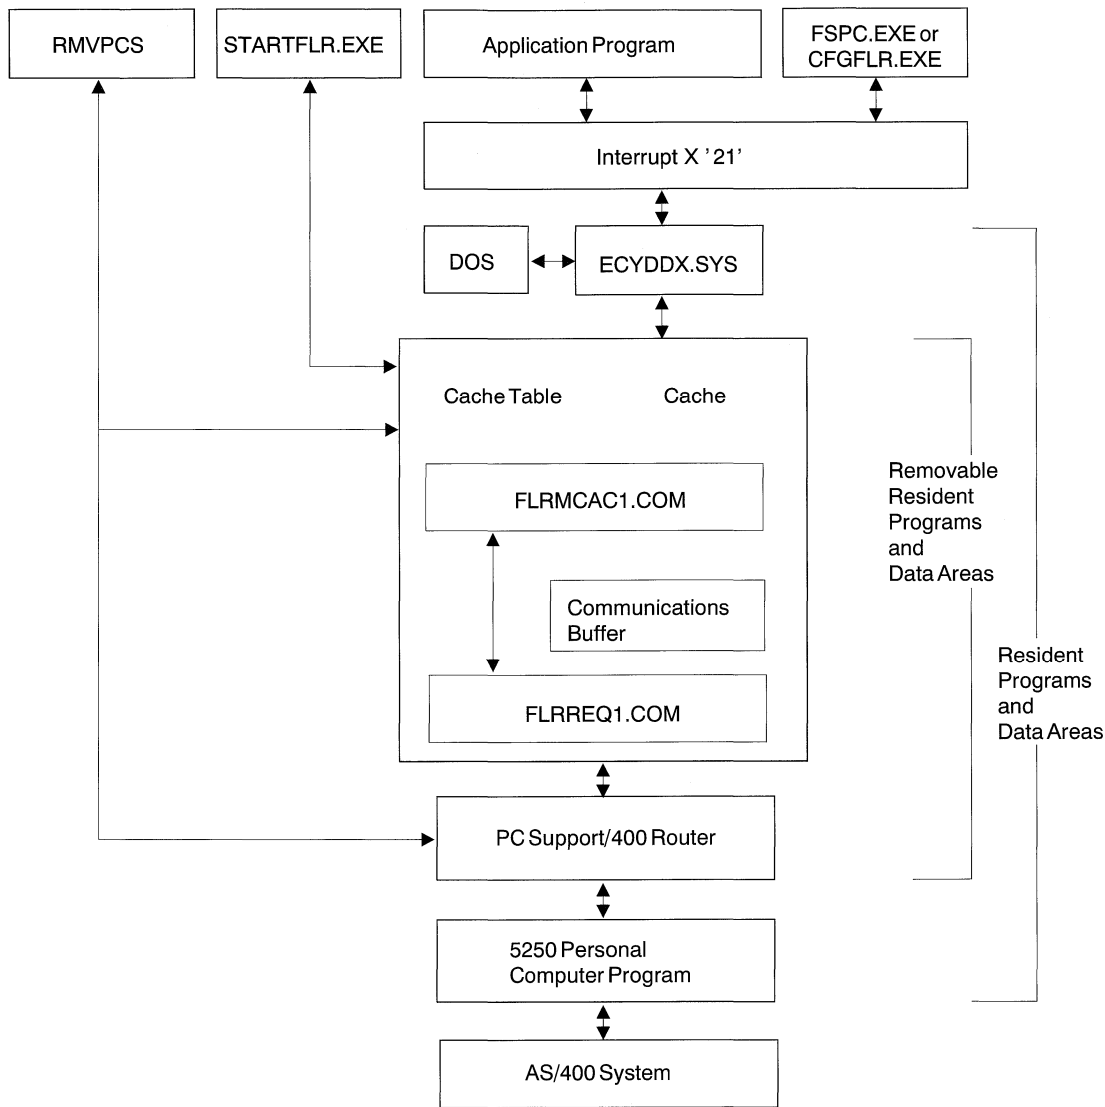 RMVPCS
STARTFLR.EXE
Application Program
FSPC.EXE or
CFGFLR.EXE
Interrupt X '21'
DOS
ECYDDX.SYS
Cache Table
Cache
FLRMCAC1.COM
Communications
Buffer
FLRREQ1.COM
Removable
Resident
Programs
and
Data Areas
Resident
Programs
and
Data Areas
PC Support/400 Router
5250 Personal
Computer Program
AS/400 System